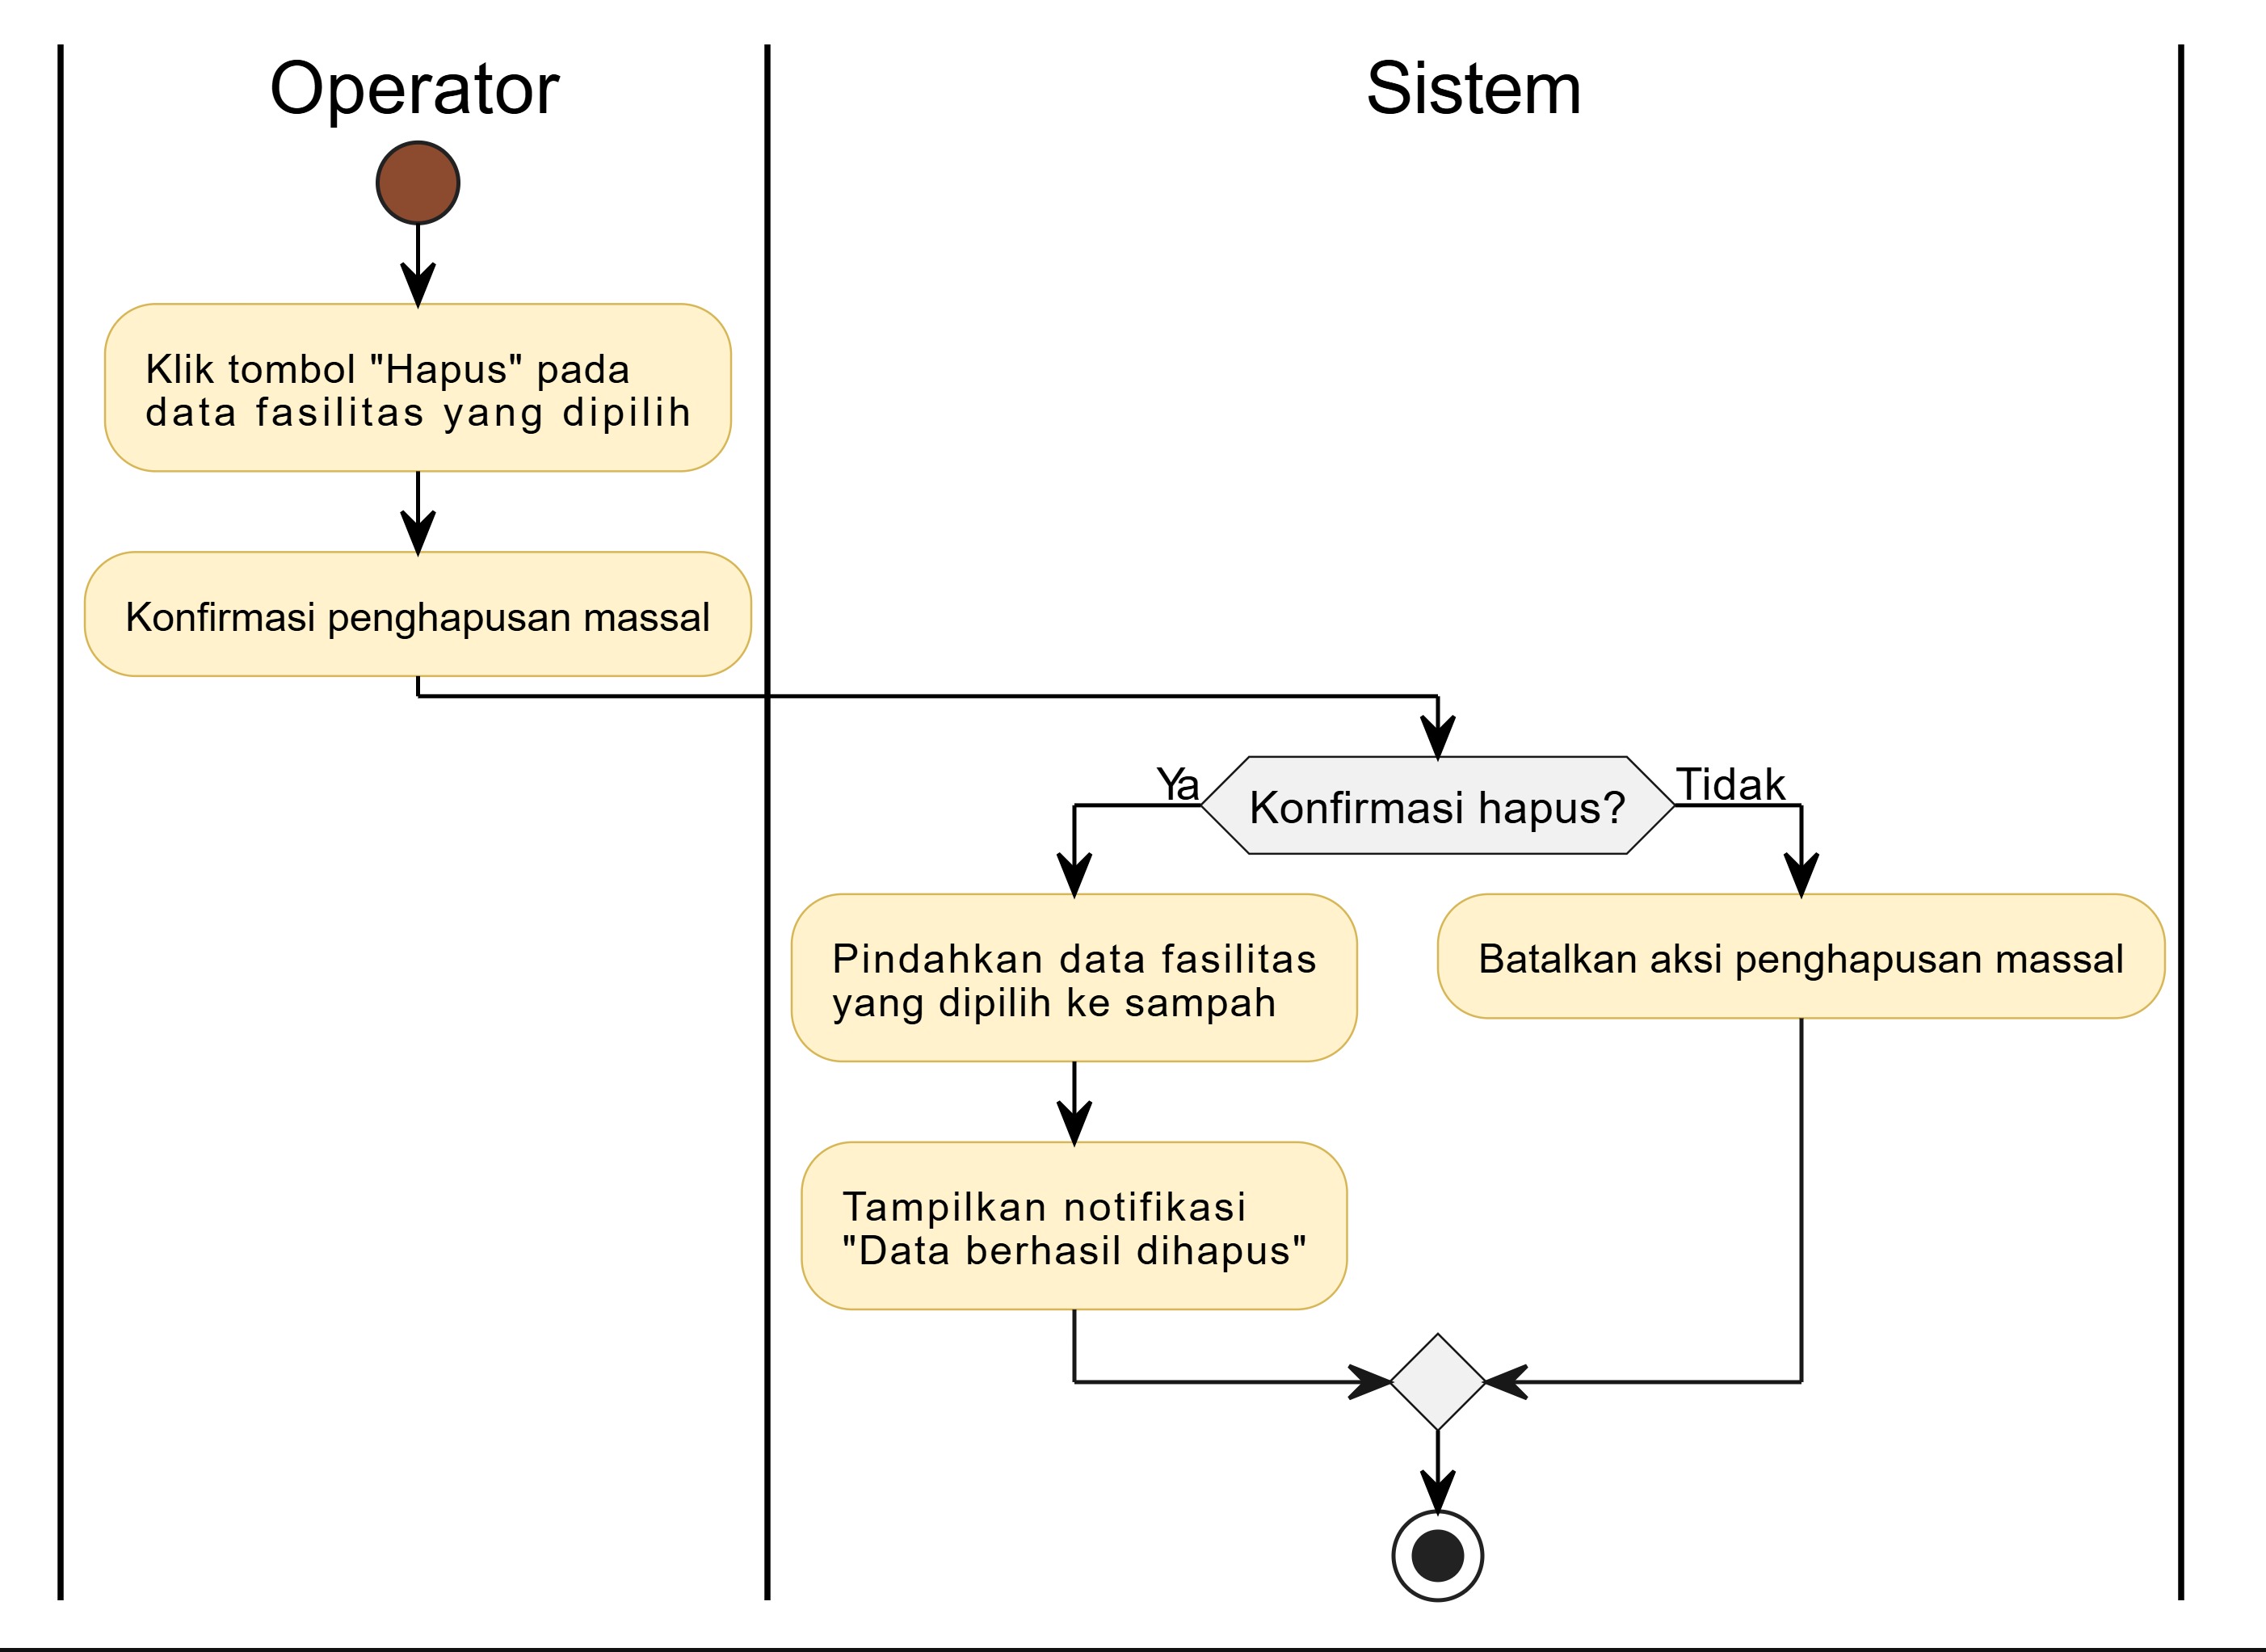 Operator
Sistem
Klik tombol "Hapus" pada
data fasilitas yang dipilih
Konfirmasi penghapusan massal
Ya
Konfirmasi hapus?
Tidak
Pindahkan data fasilitas
yang dipilih ke sampah
Batalkan aksi penghapusan massal
Tampilkan notifikasi
"Data berhasil dihapus"